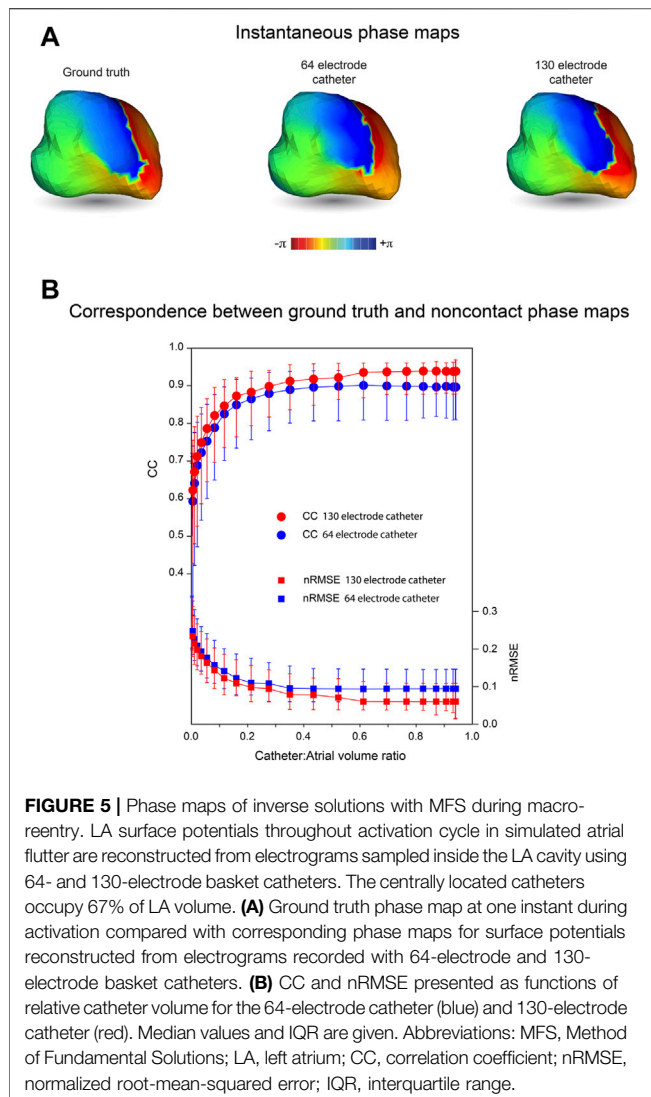 A
Instantaneous phase maps
Ground truth
64 electrode
catheter
130 electrode
catheter
-π +π
B
Correspondence between ground truth and noncontact phase maps
1.0
0.9
0.8
0.7
0.6
0.5
0.4
CC
CC 130 electrode catheter
CC 64 electrode catheter
nRMSE 130 electrode catheter
nRMSE 64 electrode catheter
0.3
0.2
0.1
0.0
nRMSE
0.0 0.2 0.4 0.6 0.8 1.0
Catheter:Atrial volume ratio
FIGURE 5 | Phase maps of inverse solutions with MFS during macro-
reentry. LA surface potentials throughout activation cycle in simulated atrial
flutter are reconstructed from electrograms sampled inside the LA cavity using
64- and 130-electrode basket catheters. The centrally located catheters
occupy 67% of LA volume. (A) Ground truth phase map at one instant during
activation compared with corresponding phase maps for surface potentials
reconstructed from electrograms recorded with 64-electrode and 130-
electrode basket catheters. (B) CC and nRMSE presented as functions of
relative catheter volume for the 64-electrode catheter (blue) and 130-electrode
catheter (red). Median values and IQR are given. Abbreviations: MFS, Method
of Fundamental Solutions; LA, left atrium; CC, correlation coefficient; nRMSE,
normalized root-mean-squared error; IQR, interquartile range.